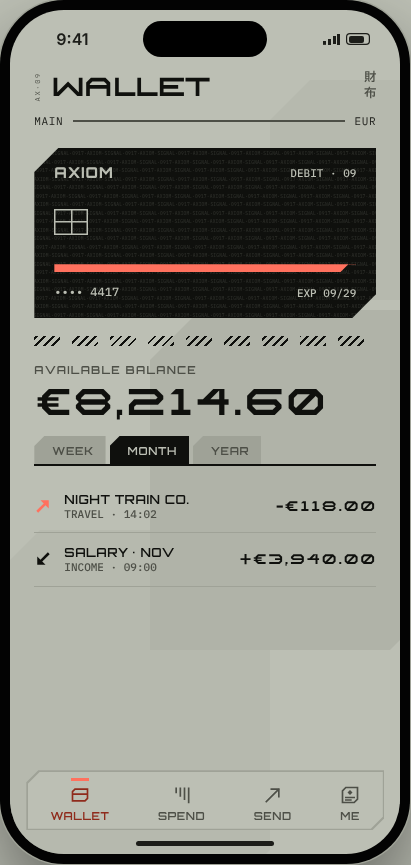 9:41
AX·09
WALLET
財布
MAIN
EUR
AXIOM
DEBIT · 09
•••• 4417
EXP 09/29
AVAILABLE BALANCE
€8,214.60
WEEK
MONTH
YEAR
NIGHT TRAIN CO.
-€118.00
TRAVEL · 14:02
SALARY · NOV
+€3,940.00
INCOME · 09:00
WALLET
SPEND
SEND
ME